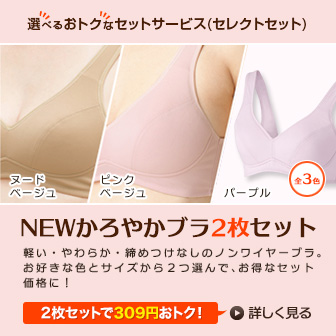 選べるおトクなセットサービス(セレクトセット)
ヌード
ベージュ
ピンク
ベージュ
パープル
全3色
NEWかろやかブラ2枚セット
軽い・やわらか・締めつけなしのノンワイヤーブラ。
お好きな色とサイズから2つ選んで、お得なセット
価格に!
2枚セットで309円おトク!
詳しく見る